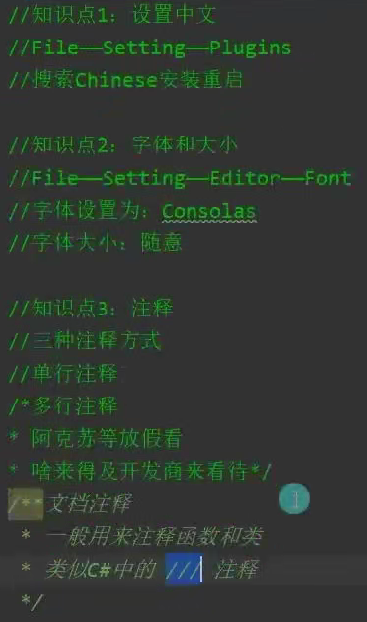 //知识点1：设置中文
//File——Setting——Plugins
//搜索Chinese安装重启
//知识点2：字体和大小
//File——Setting——Editor——Font
//字体设置为：Consolas
//字体大小：随意
//知识点3：注释
//三种注释方式
//单行注释
/*多行注释
* 阿克苏等放假看
* 啥来得及开发商来看待*/
/**文档注释
* 一般用来注释函数和类
* 类似C#中的 /// 注释
*/